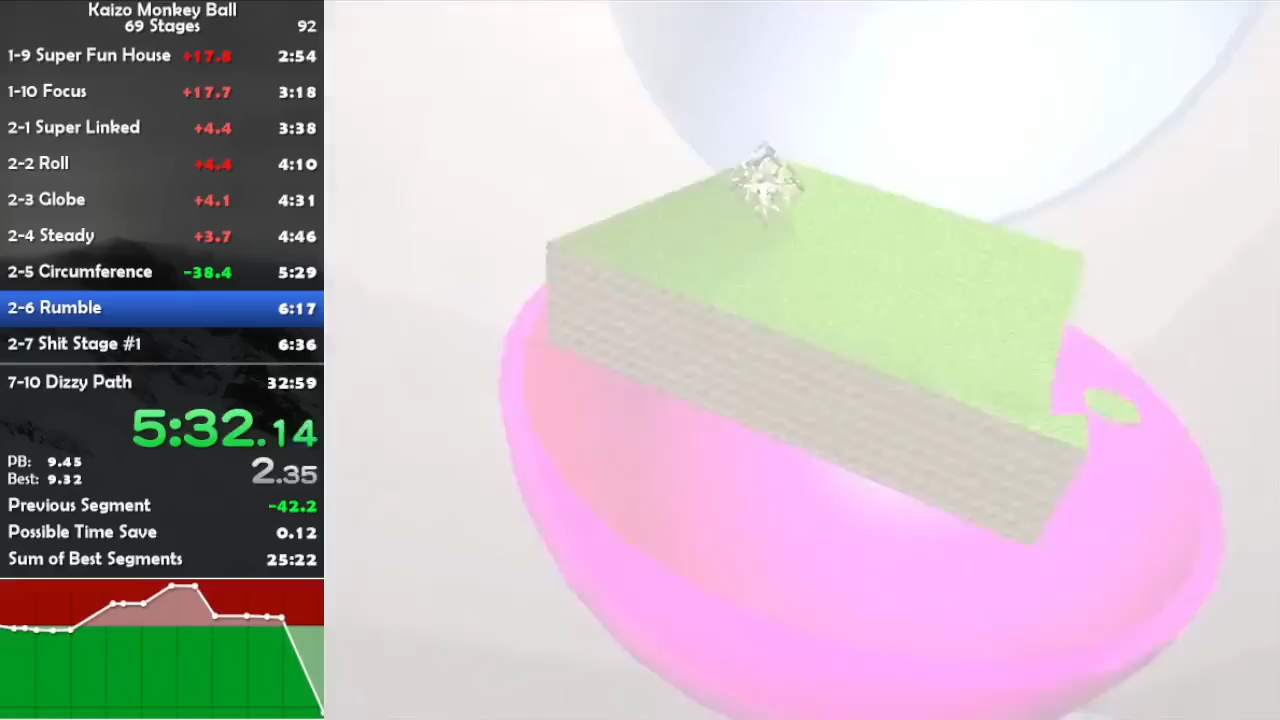 Kaizo Monkey Ball
69 Stages 92
1-9 Super Fun House +17.8 2:54
1-10 Focus +17.7 3:18
2-1 Super Linked +4.4 3:38
2-2 Roll +4.4 4:10
2-3 Globe +4.1 4:31
2-4 Steady +3.7 4:46
2-5 Circumference -38.4 5:29
2-6 Rumble 6:17
2-7 Shit Stage #1 6:36
7-10 Dizzy Path 32:59
5:32.14
PB: 9.45 2.35
Best: 9.32
Previous Segment -42.2
Possible Time Save 0.12
Sum of Best Segments 25:22